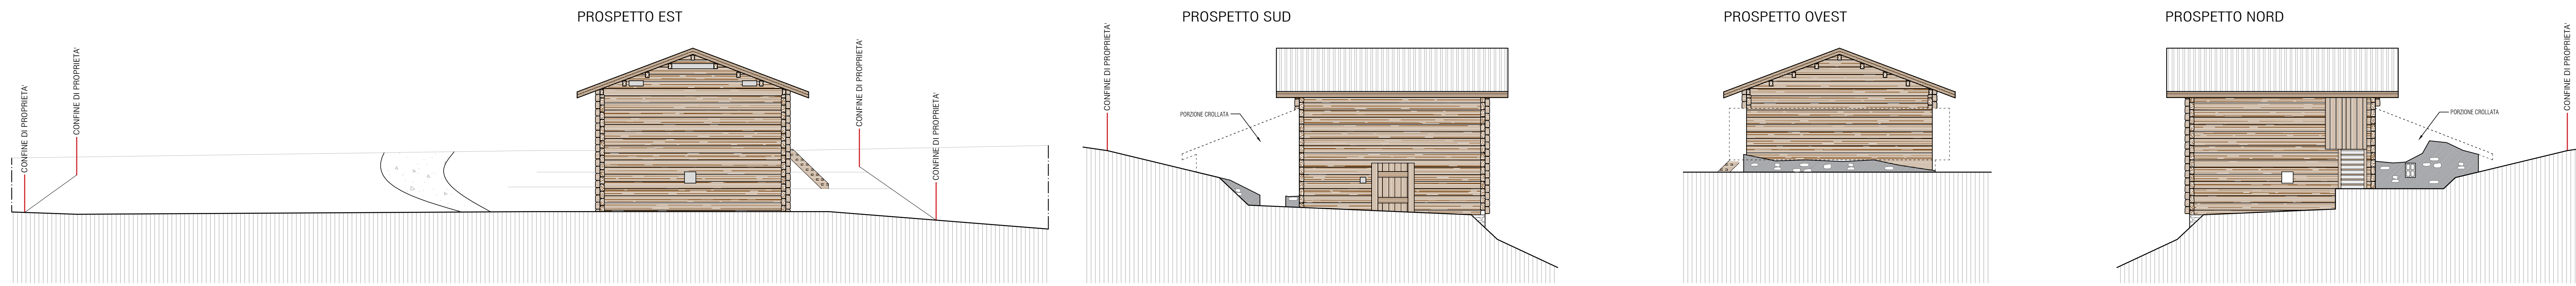 PROSPETTO EST
CONFINE DI PROPRIETA'
CONFINE DI PROPRIETA'
CONFINE DI PROPRIETA'
CONFINE DI PROPRIETA'
PROSPETTO SUD
CONFINE DI PROPRIETA'
PORZIONE CROLLATA
PROSPETTO OVEST
PROSPETTO NORD
PORZIONE CROLLATA
CONFINE DI PROPRIETA'